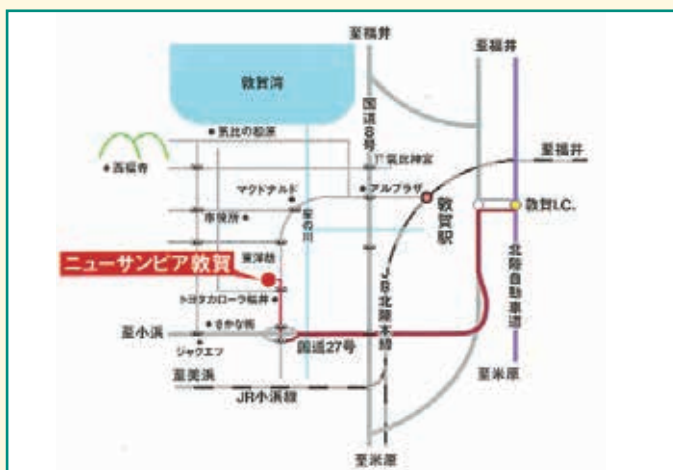 至福井
至福井
敦賀湾
国道8号
気比の松原
西福寺
氣比神宮
至福井
マクドナルド
アルプラザ
市役所
笙の川
敦賀駅
敦賀I.C.
ニューサンピア敦賀
東洋紡
JR北陸本線
北陸自動車道
トヨタカローラ福井
至小浜
さかな街
国道27号
ジャクエツ
至美浜
JR小浜線
至米原
至米原